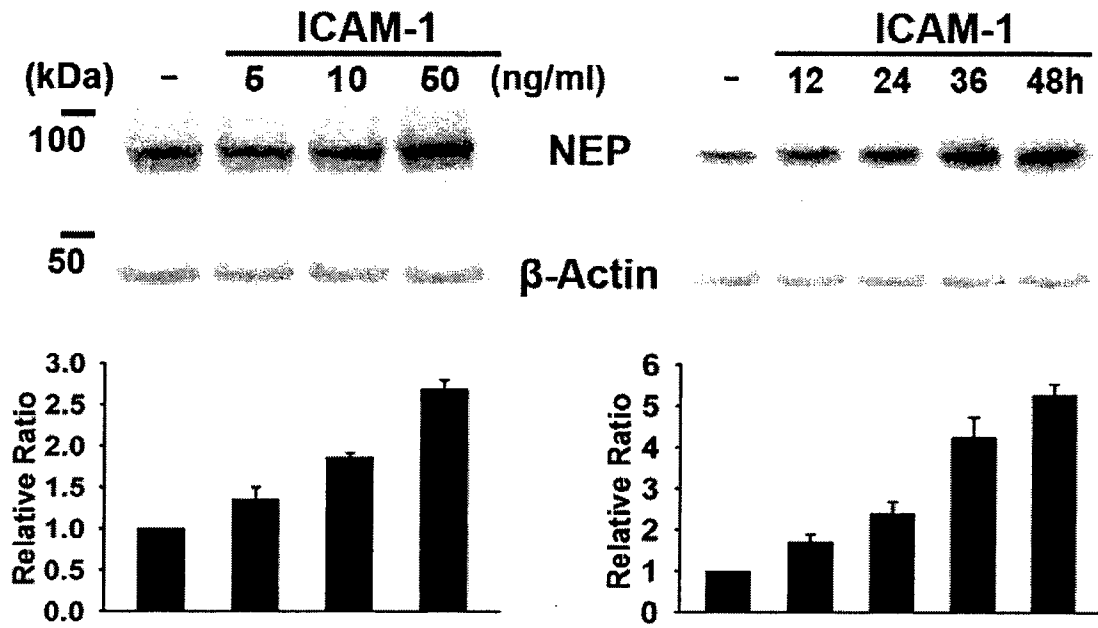 ICAM-1 ICAM-1
(kDa) – 5 10 50 (ng/ml) – 12 24 36 48h
100 NEP
50 β-Actin
3.0
2.5
2.0
1.5
1.0
0.5
0.0
Relative Ratio
6
5
4
3
2
1
0
Relative Ratio